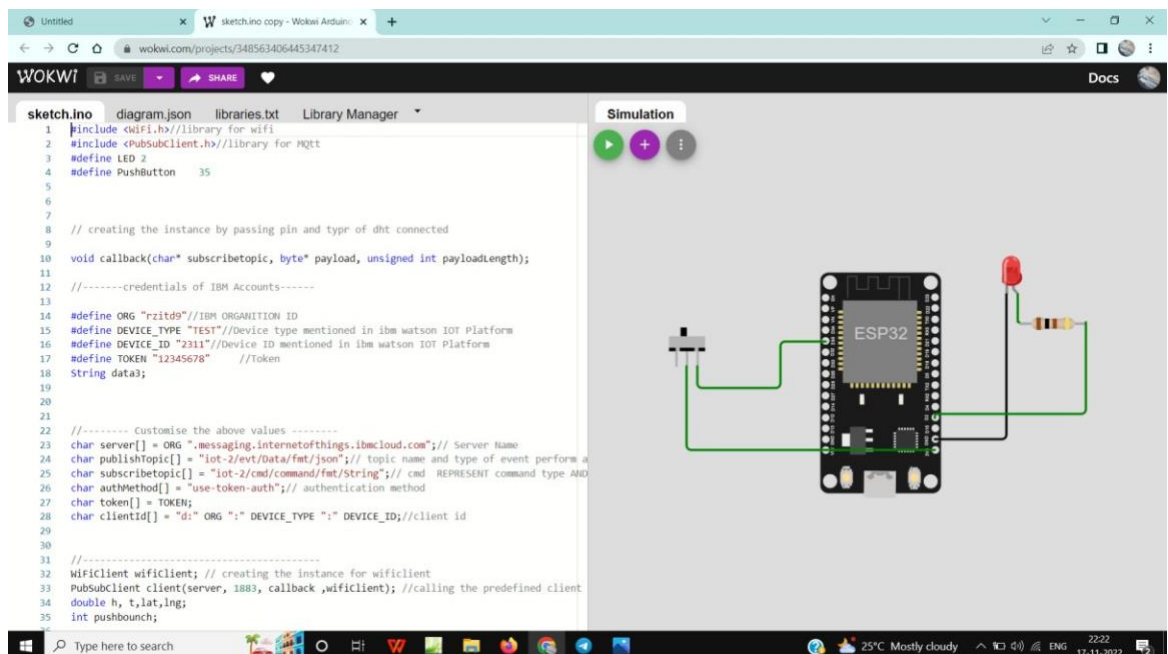 Untitled
sketch.ino copy - Wokwi Arduino
wokwi.com/projects/348563406445347412
WOKWi SAVE SHARE Docs
sketch.ino diagram.json libraries.txt Library Manager
Simulation
1 #include <WiFi.h>//library for wifi
2 #include <PubSubClient.h>//library for MQtt
3 #define LED 2
4 #define PushButton 35
5
6
7
8 // creating the instance by passing pin and typr of dht connected
9
10 void callback(char* subscribetopic, byte* payload, unsigned int payloadLength);
11
12 //-------credentials of IBM Accounts------
13
14 #define ORG "rzitd9"//IBM ORGANITION ID
15 #define DEVICE_TYPE "TEST"//Device type mentioned in ibm watson IOT Platform
16 #define DEVICE_ID "2311"//Device ID mentioned in ibm watson IOT Platform
17 #define TOKEN "12345678" //Token
18 String data3;
19
20
21
22 //-------- Customise the above values --------
23 char server[] = ORG ".messaging.internetofthings.ibmcloud.com";// Server Name
24 char publishTopic[] = "iot-2/evt/Data/fmt/json";// topic name and type of event perform a
25 char subscribetopic[] = "iot-2/cmd/command/fmt/String";// cmd REPRESENT command type AND
26 char authMethod[] = "use-token-auth";// authentication method
27 char token[] = TOKEN;
28 char clientId[] = "d:" ORG ":" DEVICE_TYPE ":" DEVICE_ID;//client id
29
30
31 //-----------------------------------------
32 WiFiClient wifiClient; // creating the instance for wificlient
33 PubSubClient client(server, 1883, callback ,wifiClient); //calling the predefined client
34 double h, t,lat,lng;
35 int pushbounch;
ESP32
Type here to search
25°C Mostly cloudy
ENG
22:22
17-11-2022